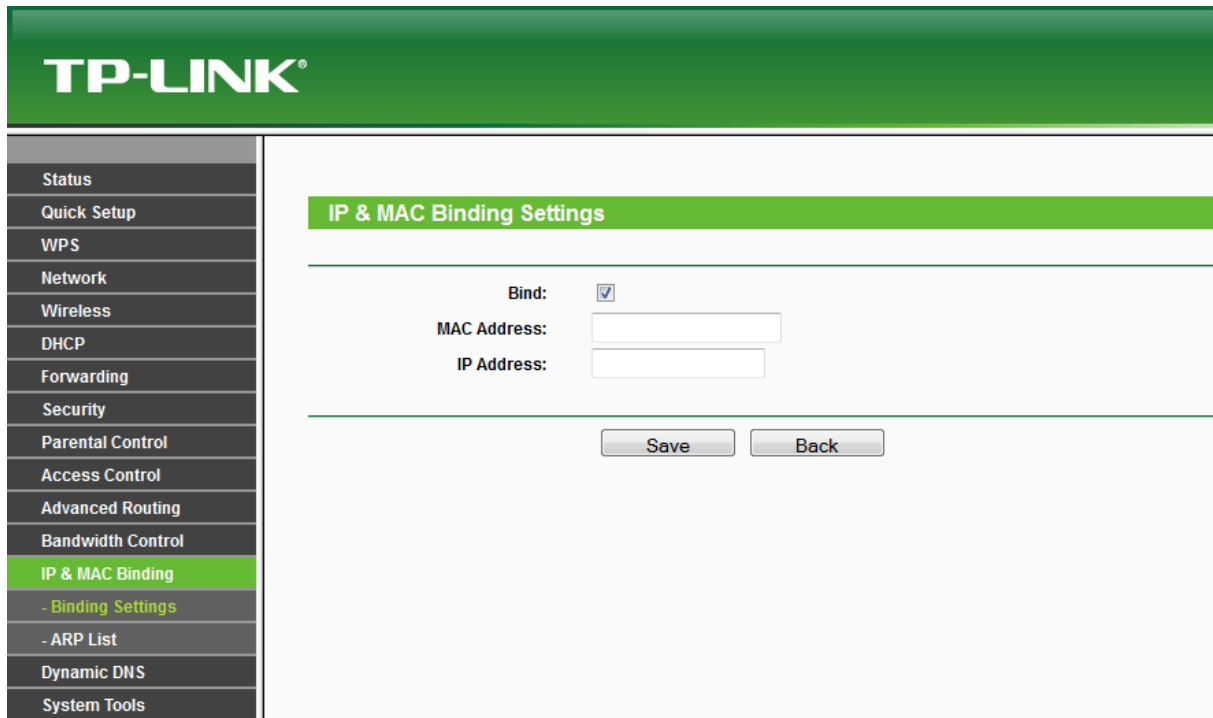 TP-LINK®
Status
Quick Setup
WPS
Network
Wireless
DHCP
Forwarding
Security
Parental Control
Access Control
Advanced Routing
Bandwidth Control
IP & MAC Binding
- Binding Settings
- ARP List
Dynamic DNS
System Tools
IP & MAC Binding Settings
Bind:
MAC Address:
IP Address:
Save Back